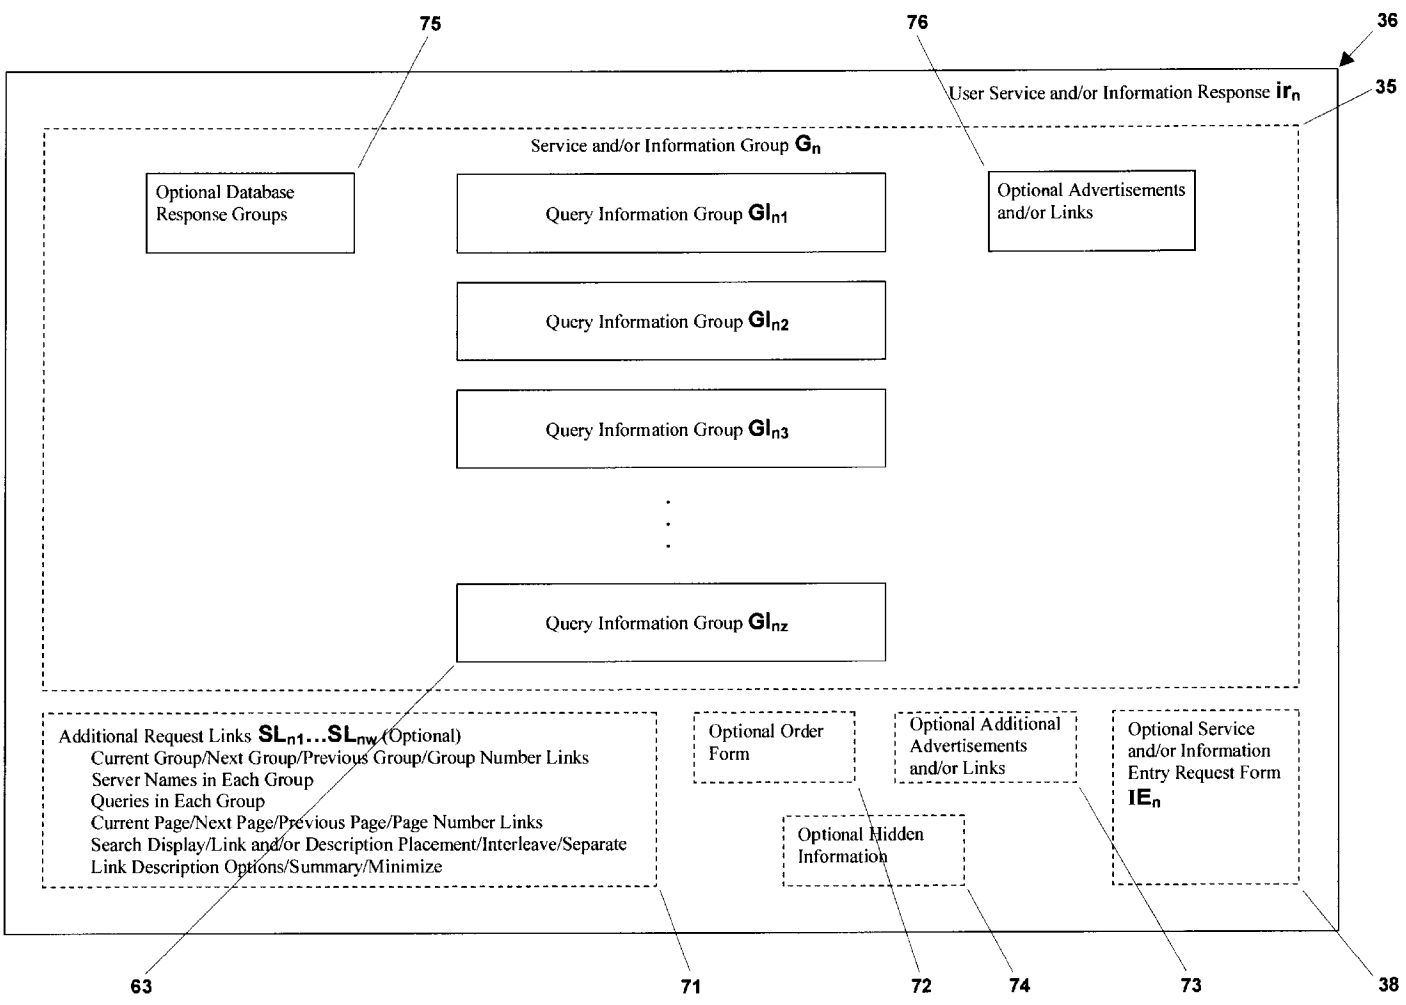 75
76
36
User Service and/or Information Response irn
35
Service and/or Information Group Gn
Optional Database
Response Groups
Query Information Group GIn1
Optional Advertisements
and/or Links
Query Information Group GIn2
Query Information Group GIn3
.
.
.
Query Information Group GInz
Additional Request Links SLn1...SLnw (Optional)
Current Group/Next Group/Previous Group/Group Number Links
Server Names in Each Group
Queries in Each Group
Current Page/Next Page/Previous Page/Page Number Links
Search Display/Link and/or Description Placement/Interleave/Separate
Link Description Options/Summary/Minimize
Optional Order
Form
Optional Additional
Advertisements
and/or Links
Optional Hidden
Information
Optional Service
and/or Information
Entry Request Form
IEn
63
71
72
74
73
38